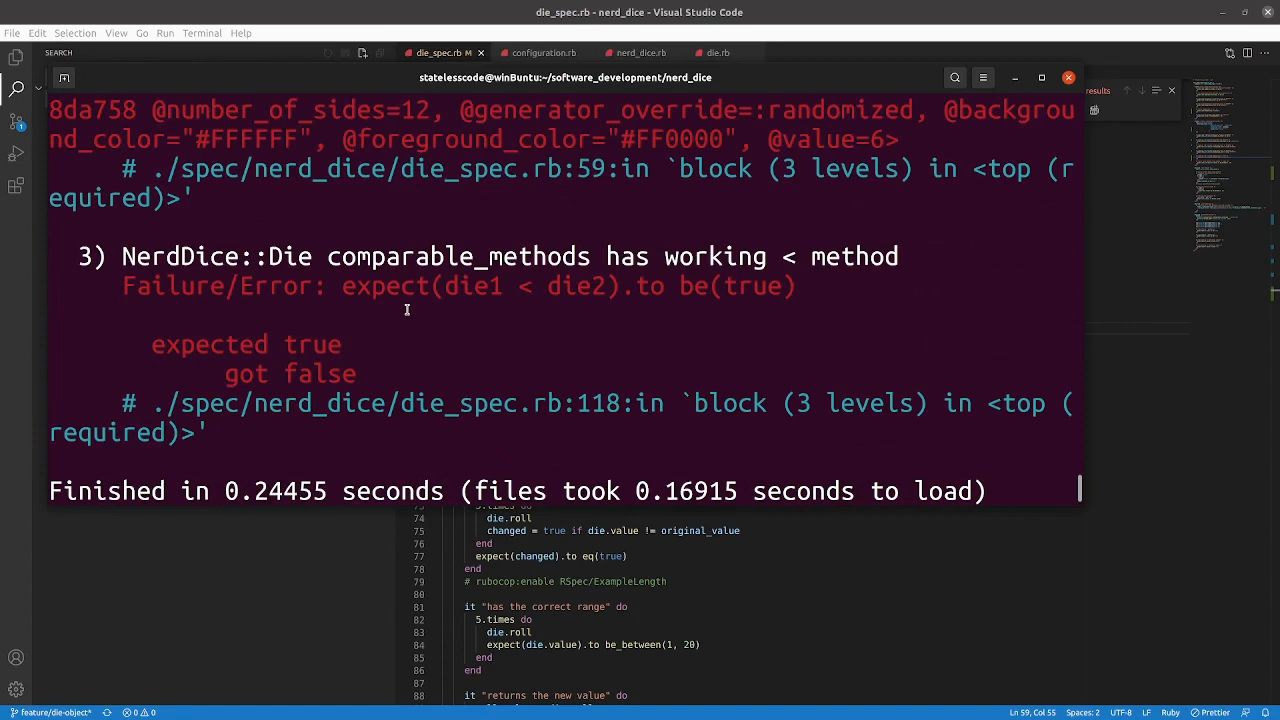 die_spec.rb - nerd_dice - Visual Studio Code
File Edit Selection View Go Run Terminal Help
SEARCH
die_spec.rb M
configuration.rb
nerd_dice.rb
die.rb
statelesscode@winBuntu:~/software_development/nerd_dice
results
8da758 @number_of_sides=12, @generator_override=:randomized, @backgrou
nd_color="#FFFFFF", @foreground_color="#FF0000", @value=6>
# ./spec/nerd_dice/die_spec.rb:59:in `block (3 levels) in <top (r
equired)>'
3) NerdDice::Die comparable_methods has working < method
Failure/Error: expect(die1 < die2).to be(true)
expected true
got false
# ./spec/nerd_dice/die_spec.rb:118:in `block (3 levels) in <top (
required)>'
Finished in 0.24455 seconds (files took 0.16915 seconds to load)
73 5.times do
74 die.roll
75 changed = true if die.value != original_value
76 end
77 expect(changed).to eq(true)
78 end
79 # rubocop:enable RSpec/ExampleLength
80
81 it "has the correct range" do
82 5.times do
83 die.roll
84 expect(die.value).to be_between(1, 20)
85 end
86 end
87
88 it "returns the new value" do
feature/die-object* 0 0 Ln 59, Col 55 Spaces: 2 UTF-8 LF Ruby Prettier